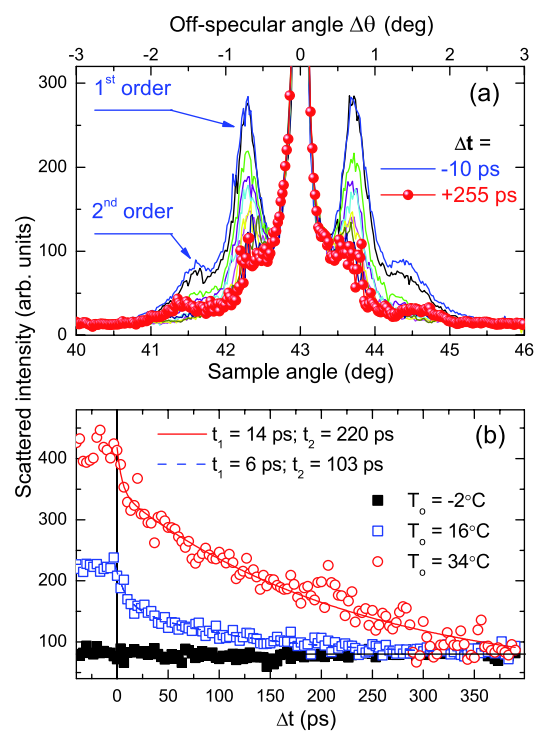 Off-specular angle Δθ (deg)
-3 -2 -1 0 1 2 3
300
200
100
0
1st order
2nd order
(a)
Δt =
-10 ps
+255 ps
40 41 42 43 44 45 46
Sample angle (deg)
Scattered intensity (arb. units)
(b)
t1 = 14 ps; t2 = 220 ps
t1 = 6 ps; t2 = 103 ps
To = -2°C
To = 16°C
To = 34°C
400
300
200
100
0 50 100 150 200 250 300 350
Δt (ps)